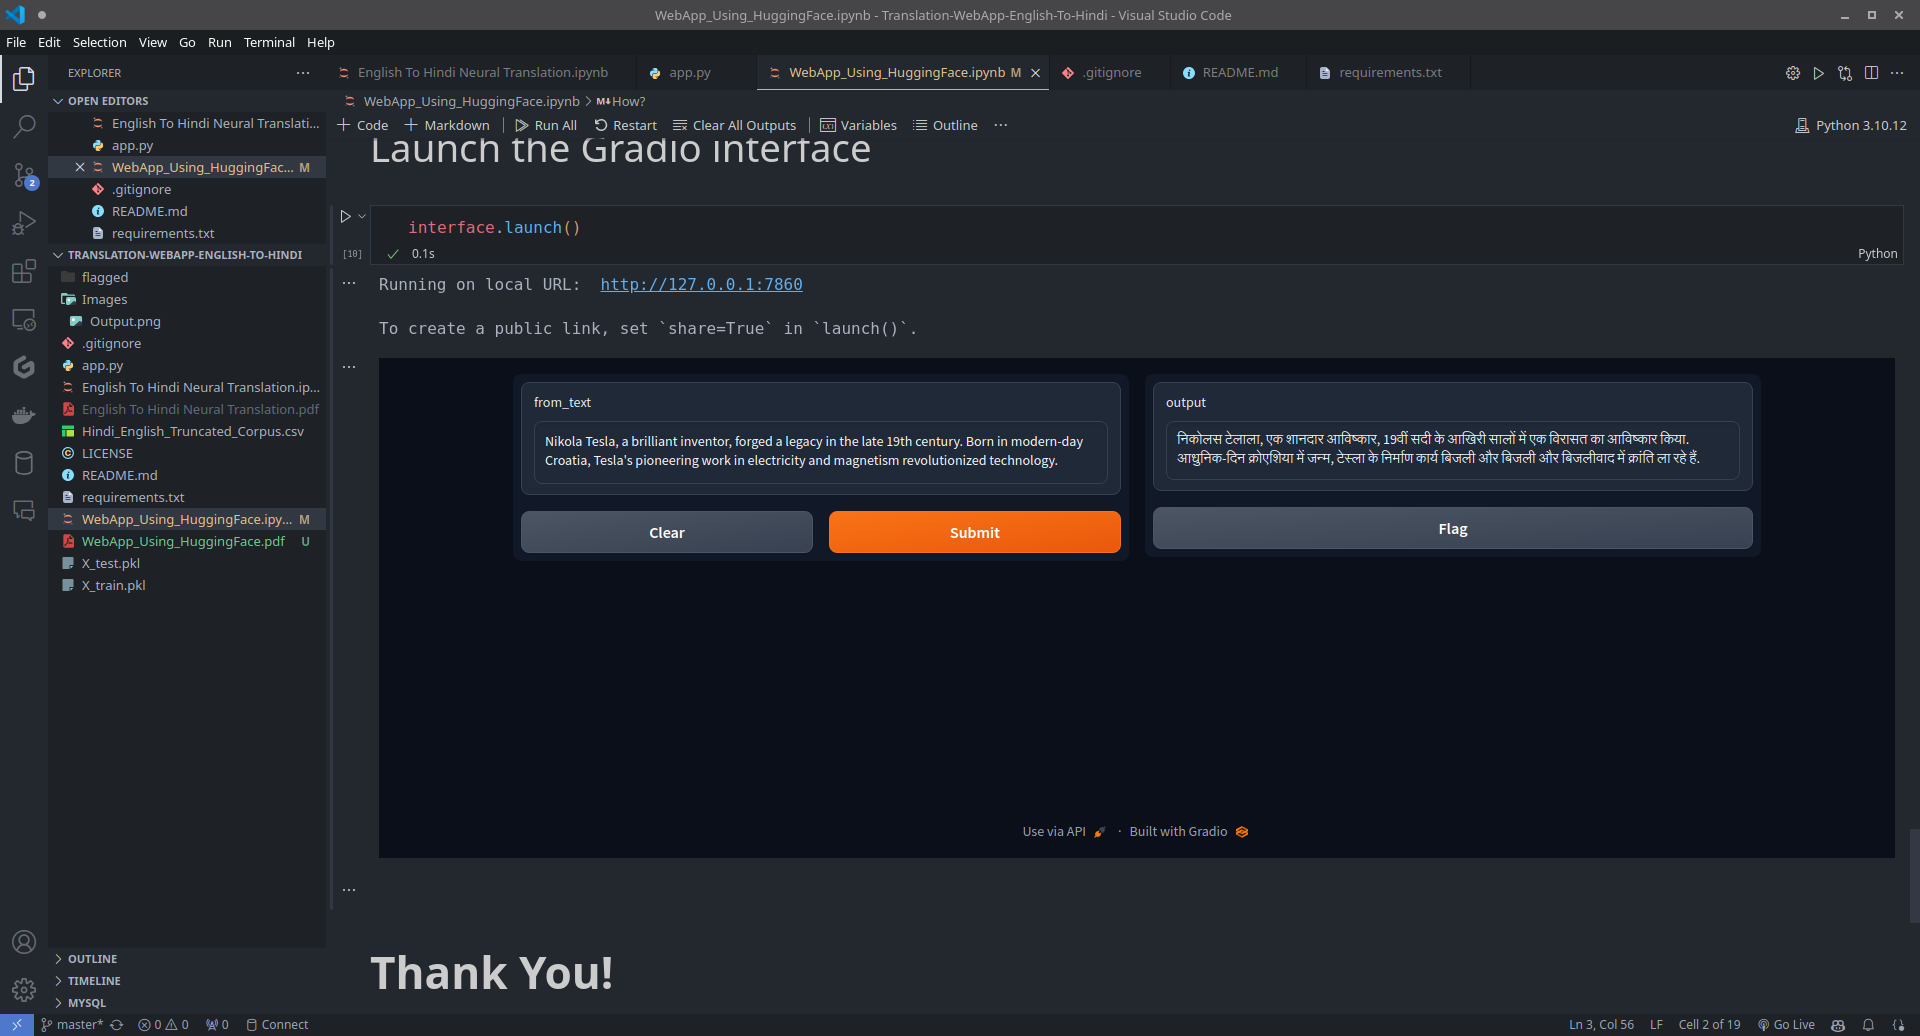 WebApp_Using_HuggingFace.ipynb - Translation-WebApp-English-To-Hindi - Visual Studio Code
File Edit Selection View Go Run Terminal Help
EXPLORER
OPEN EDITORS
English To Hindi Neural Translati...
app.py
WebApp_Using_HuggingFac... M
.gitignore
README.md
requirements.txt
TRANSLATION-WEBAPP-ENGLISH-TO-HINDI
flagged
Images
Output.png
.gitignore
app.py
English To Hindi Neural Translation.ip...
English To Hindi Neural Translation.pdf
Hindi_English_Truncated_Corpus.csv
LICENSE
README.md
requirements.txt
WebApp_Using_HuggingFace.ipy... M
WebApp_Using_HuggingFace.pdf U
X_test.pkl
X_train.pkl
OUTLINE
TIMELINE
MYSQL
2
English To Hindi Neural Translation.ipynb app.py WebApp_Using_HuggingFace.ipynb M .gitignore README.md requirements.txt
WebApp_Using_HuggingFace.ipynb > M↓How?
Code Markdown Run All Restart Clear All Outputs Variables Outline ... Python 3.10.12
Launch the Gradio interface
interface.launch()
[10] 0.1s Python
Running on local URL: http://127.0.0.1:7860
To create a public link, set `share=True` in `launch()`.
from_text
Nikola Tesla, a brilliant inventor, forged a legacy in the late 19th century. Born in modern-day
Croatia, Tesla's pioneering work in electricity and magnetism revolutionized technology.
Clear Submit
output
निकोलस टेलाला, एक शानदार आविष्कार, 19वीं सदी के आखिरी सालों में एक विरासत का आविष्कार किया.
आधुनिक-दिन क्रोएशिया में जन्म, टेस्ला के निर्माण कार्य बिजली और बिजली और बिजलीवाद में क्रांति ला रहे हैं.
Flag
Use via API · Built with Gradio
Thank You!
master* 0 0 0 Connect Ln 3, Col 56 LF Cell 2 of 19 Go Live